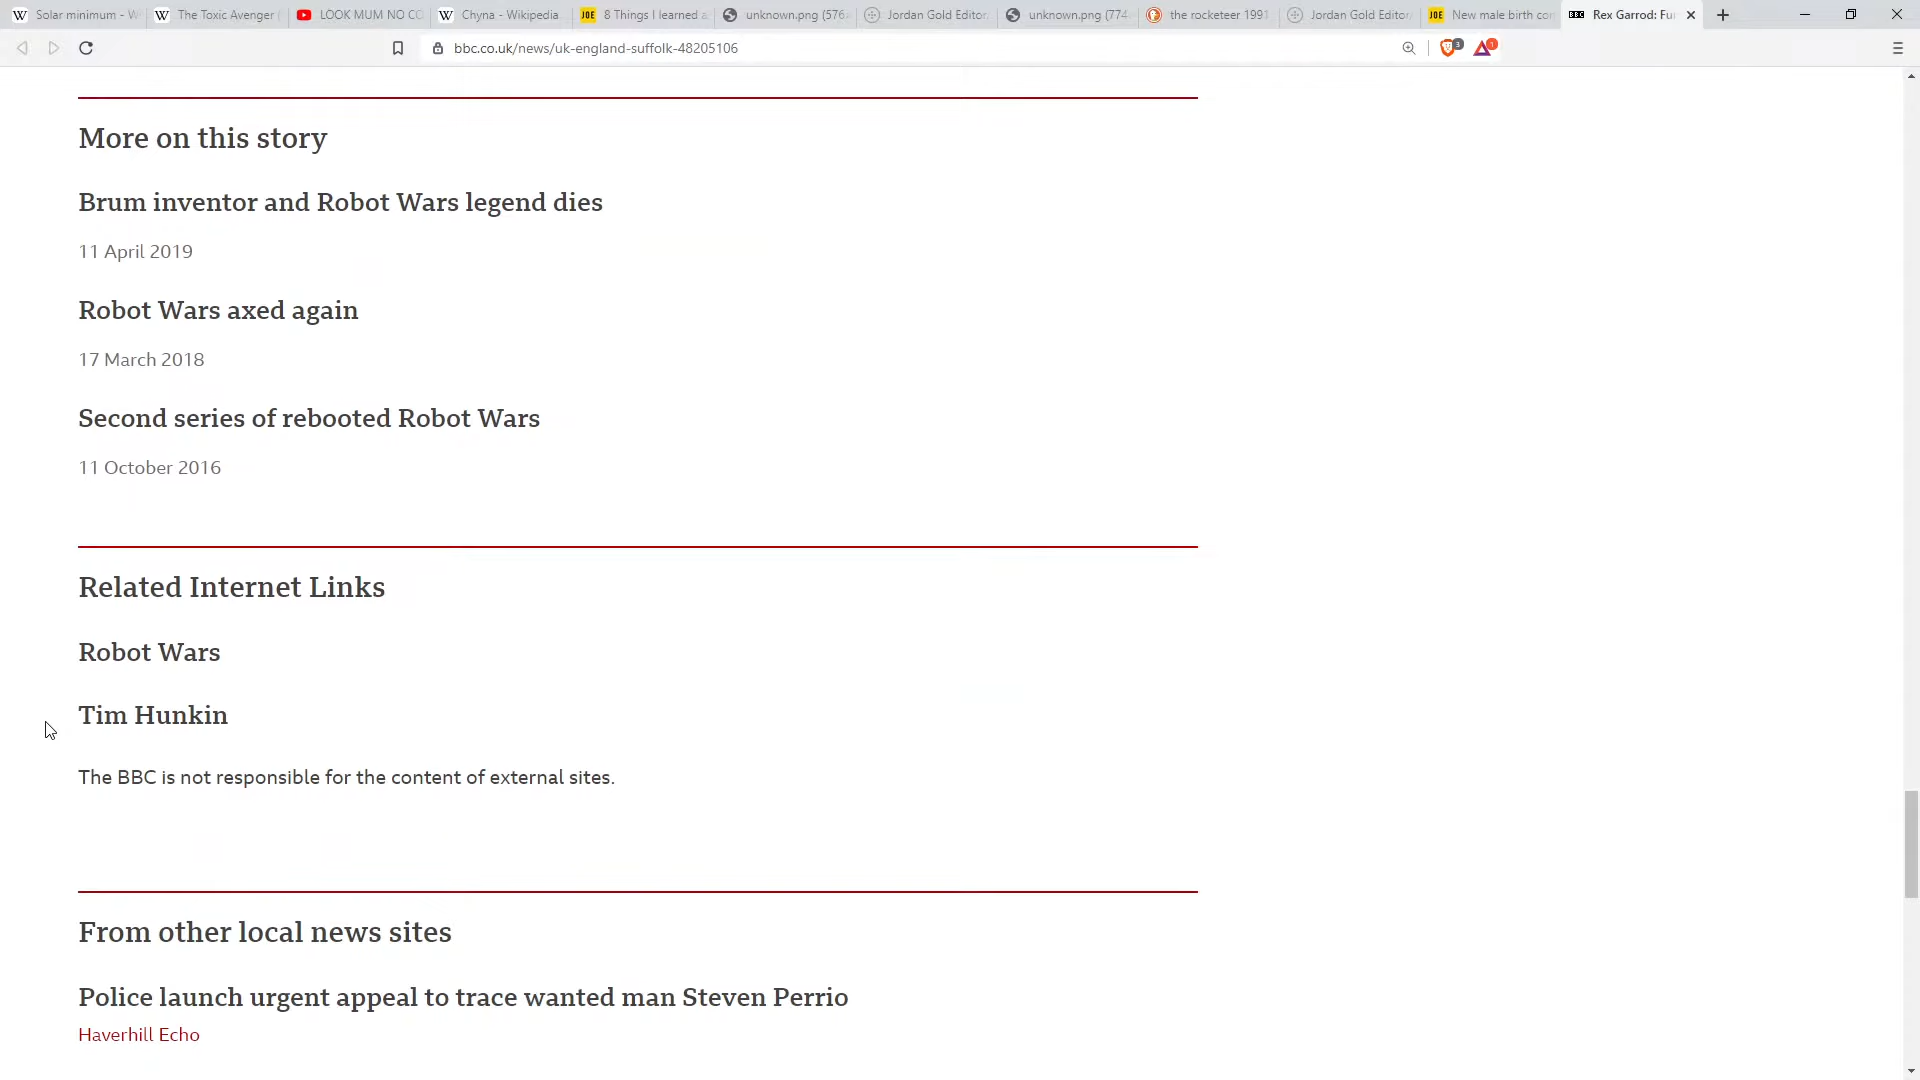 Solar minimum - W
The Toxic Avenger
LOOK MUM NO CO
Chyna - Wikipedia
8 Things I learned a
unknown.png (576
Jordan Gold Editor
unknown.png (774
the rocketeer 1991
Jordan Gold Editor
New male birth con
Rex Garrod: Fu
bbc.co.uk/news/uk-england-suffolk-48205106
3
1
More on this story
Brum inventor and Robot Wars legend dies
11 April 2019
Robot Wars axed again
17 March 2018
Second series of rebooted Robot Wars
11 October 2016
Related Internet Links
Robot Wars
Tim Hunkin
The BBC is not responsible for the content of external sites.
From other local news sites
Police launch urgent appeal to trace wanted man Steven Perrio
Haverhill Echo